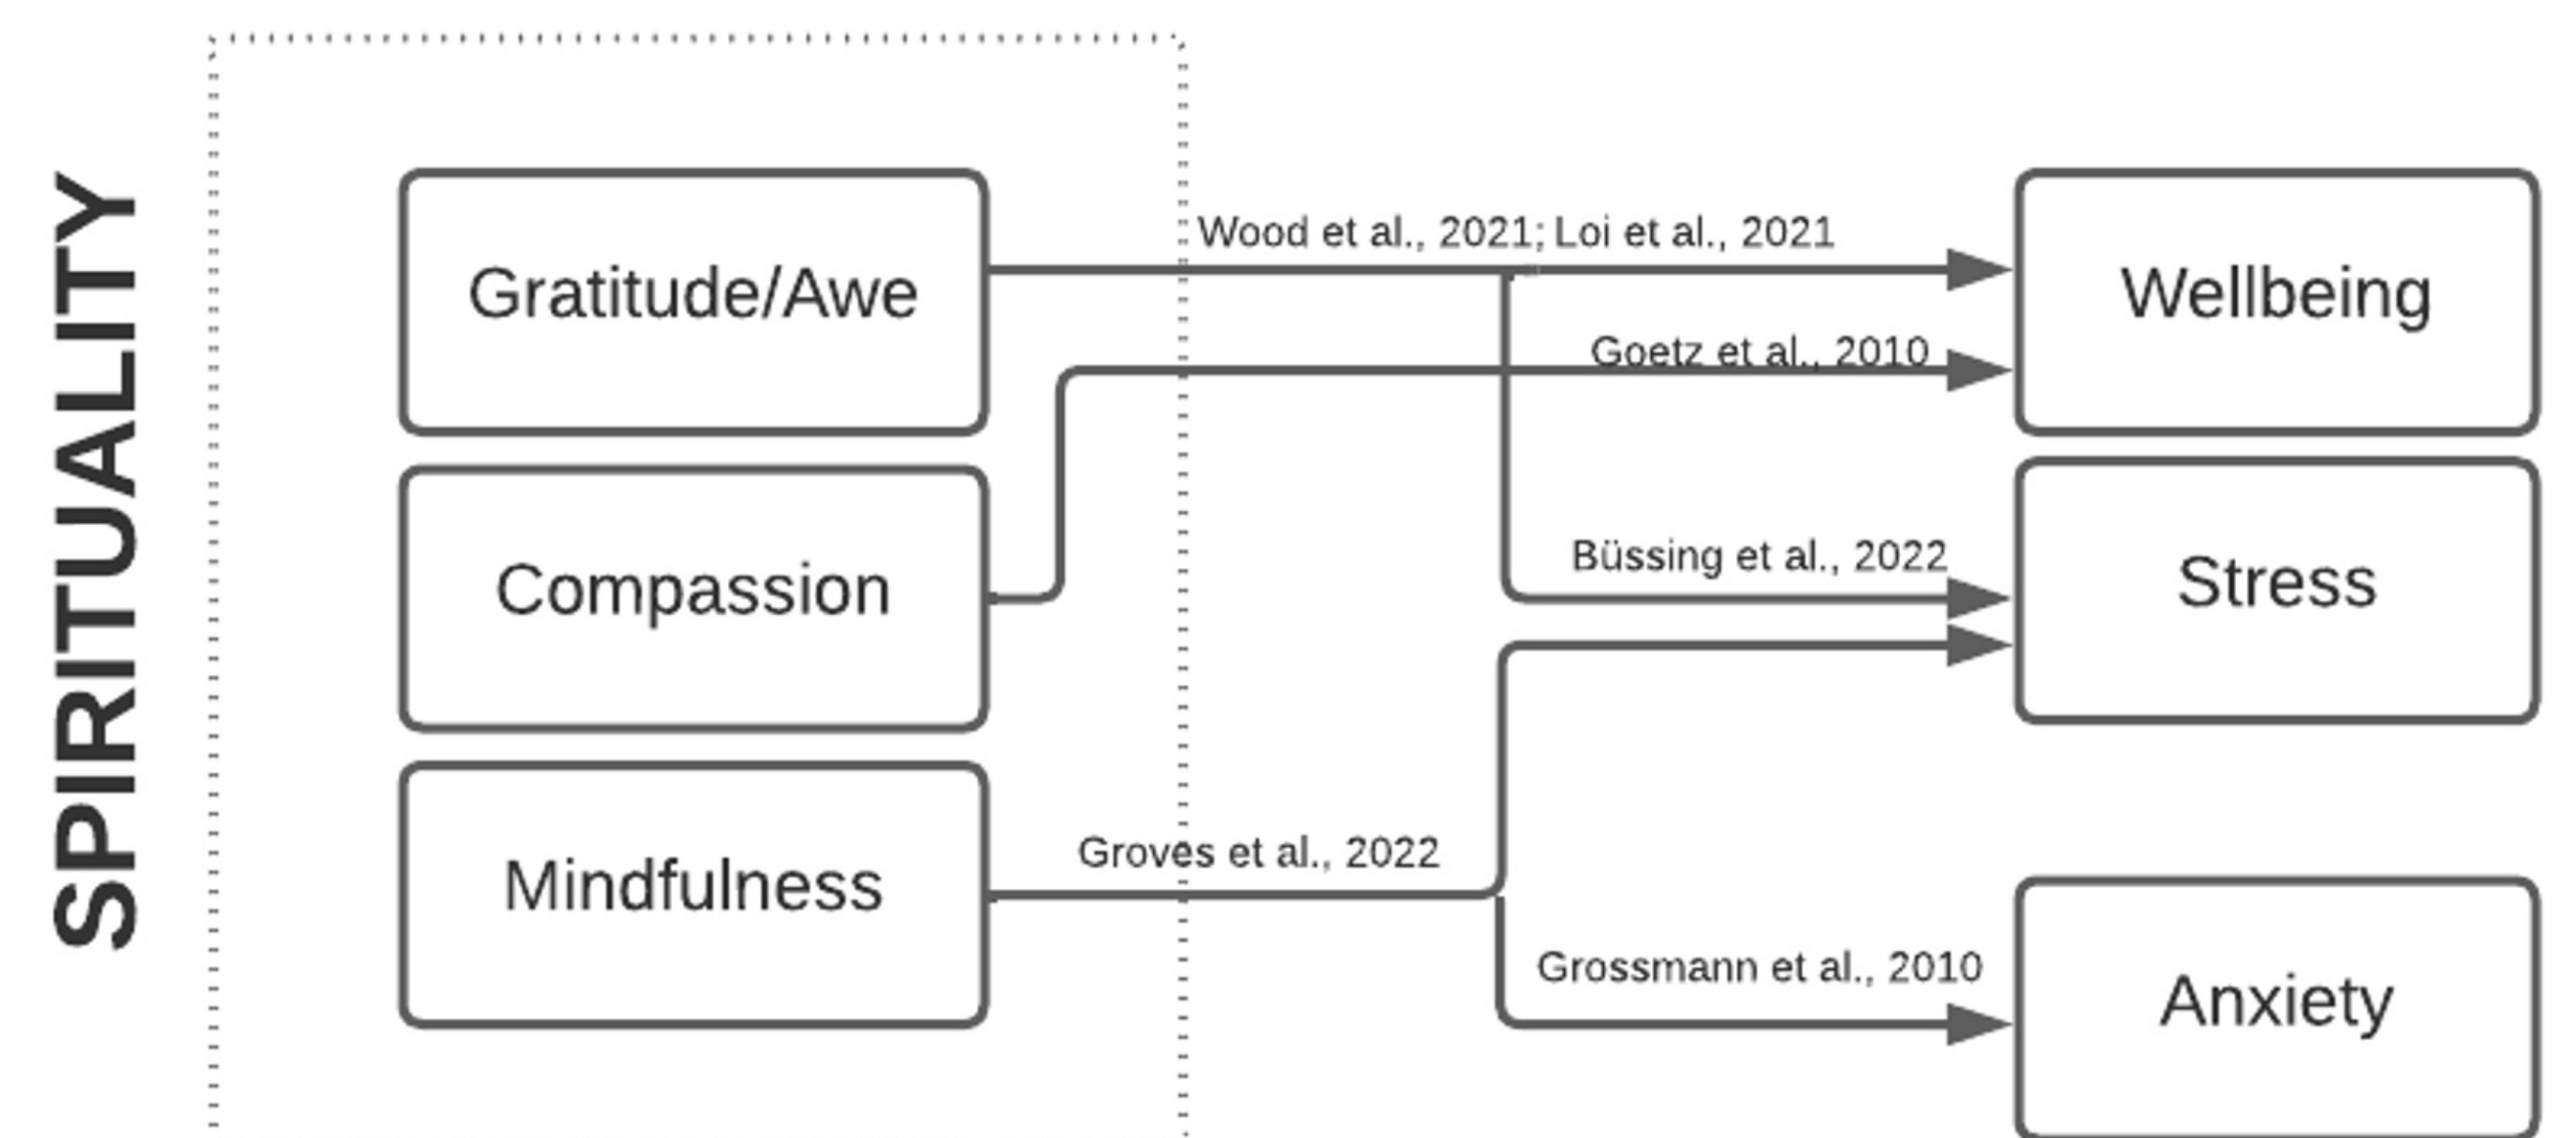 SPIRITUALITY
Gratitude/Awe
Wood et al., 2021; Loi et al., 2021
Wellbeing
Goetz et al., 2010
Compassion
Büssing et al., 2022
Stress
Mindfulness
Groves et al., 2022
Grossmann et al., 2010
Anxiety